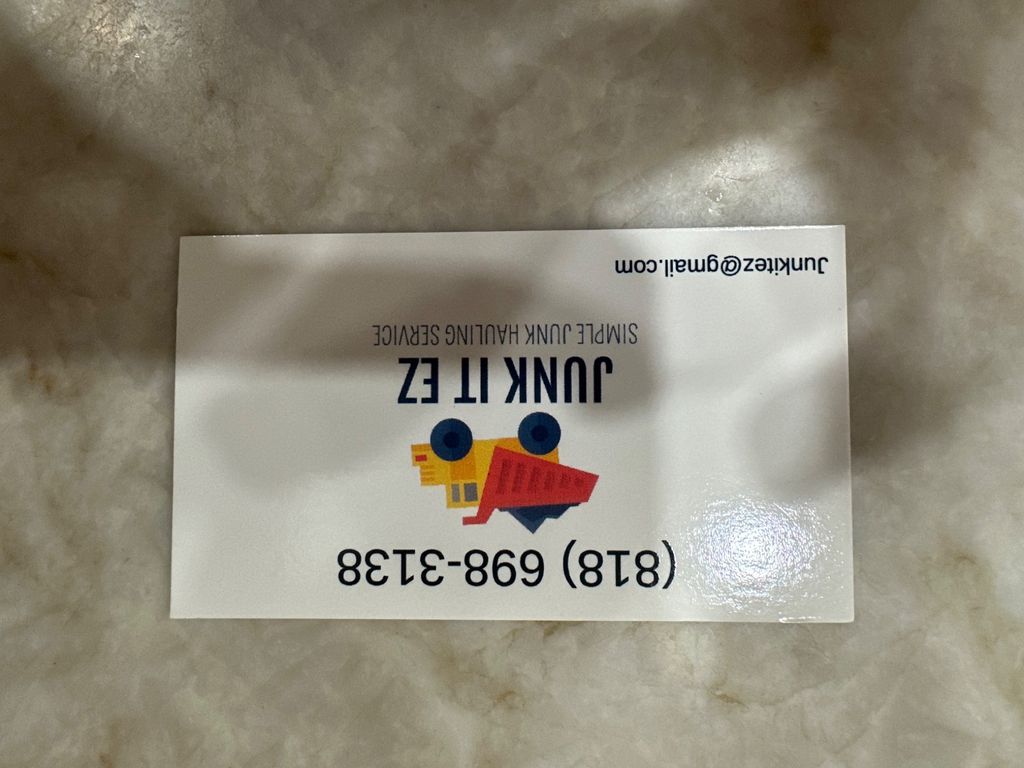 (818) 698-3138
JUNK IT EZ
SIMPLE JUNK HAULING SERVICE
Junkitez@gmail.com